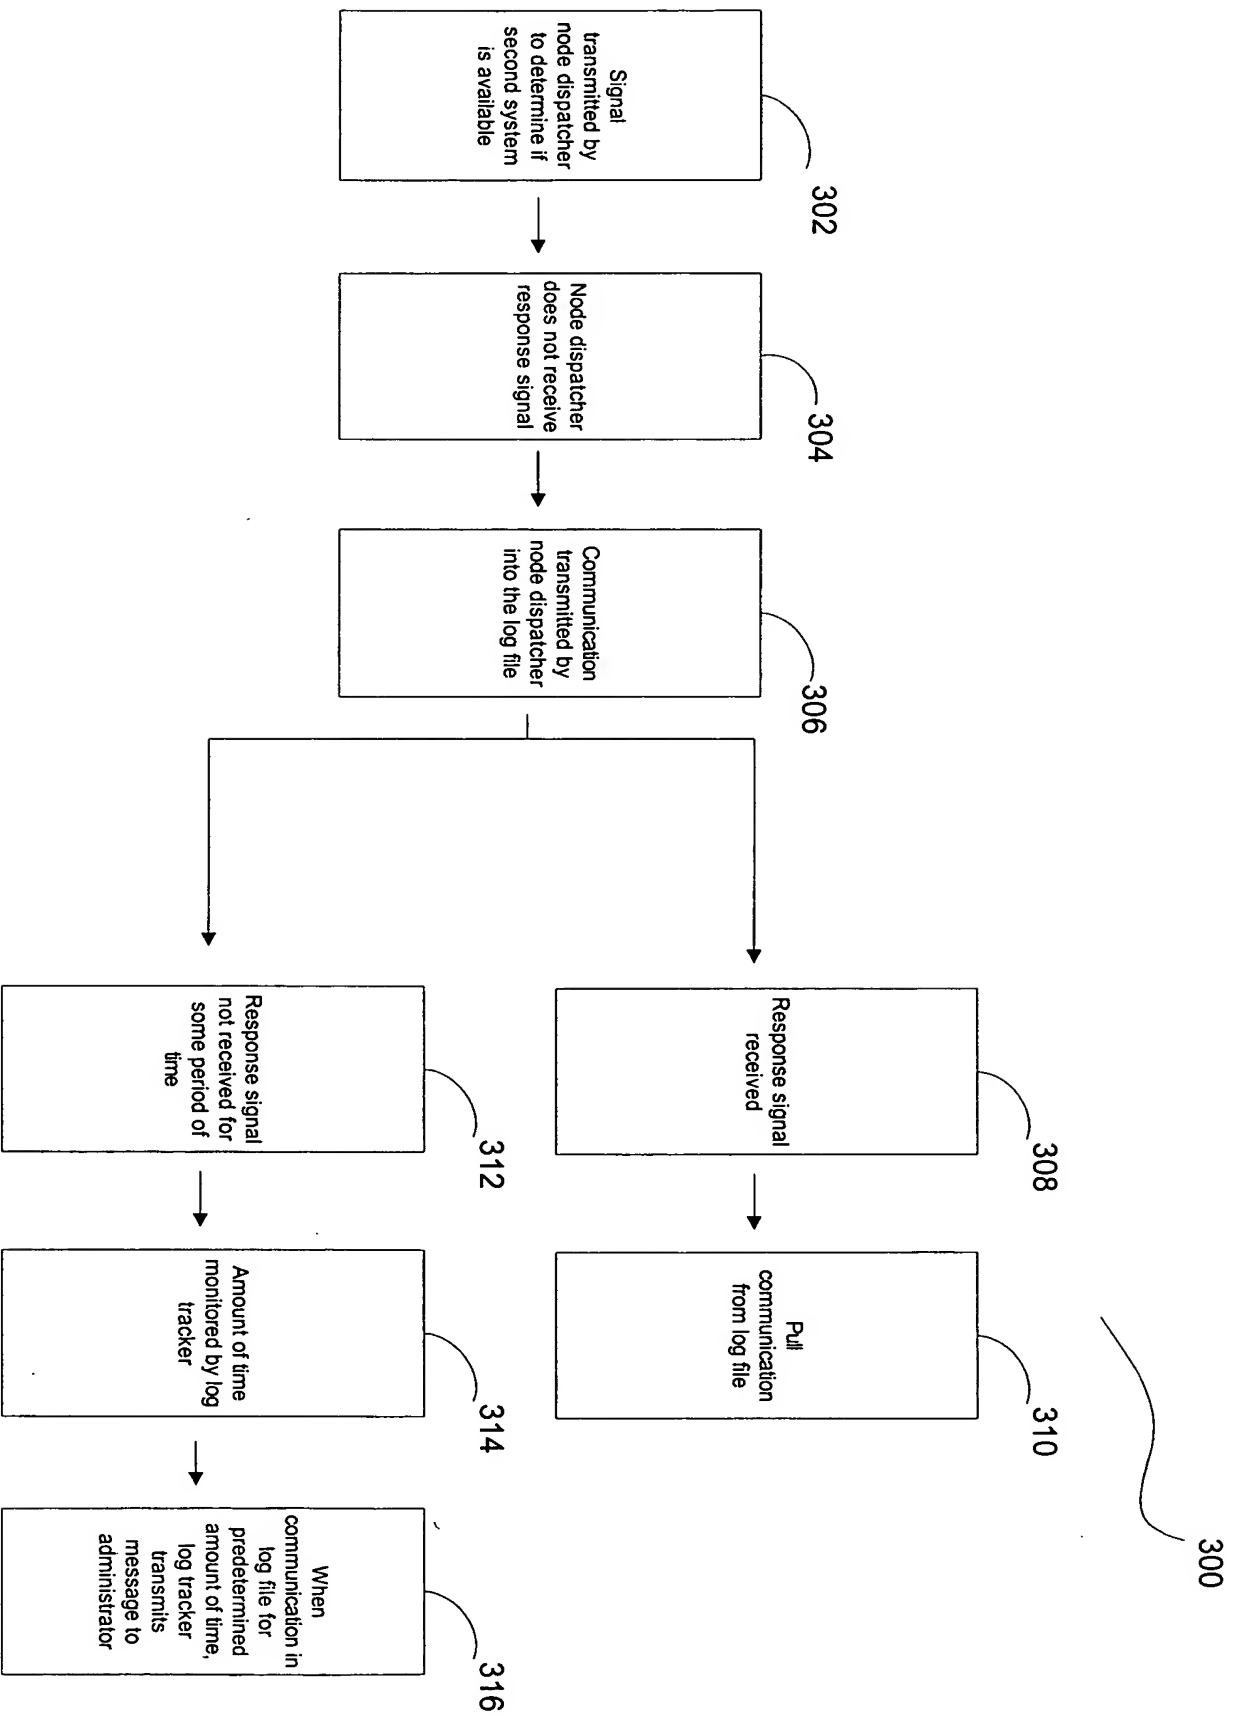 300
302
Signal
transmitted by
node dispatcher
to determine if
second system
is available
304
Node dispatcher
does not receive
response signal
306
Communication
transmitted by
node dispatcher
into the log file
308
Response signal
received
310
Pull
communication
from log file
312
Response signal
not received for
some period of
time
314
Amount of time
monitored by log
tracker
316
When
communication in
log file for
predetermined
amount of time,
log tracker
transmits
message to
administrator